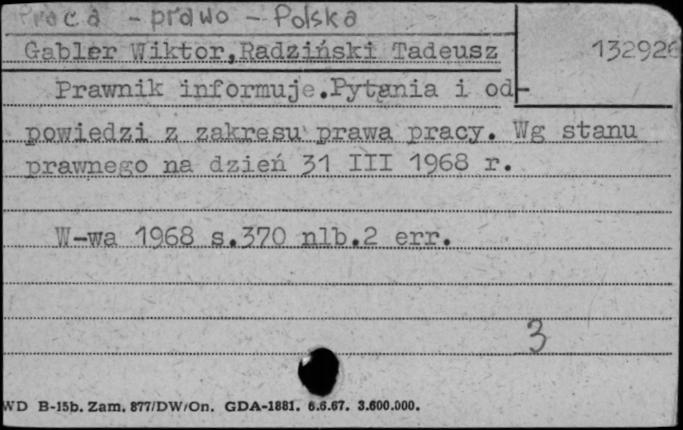 Praca - prawo - Polska
Gabler Wiktor,Radziński Tadeusz
132926
Prawnik informuje.Pytania i od-
powiedzi z zakresu prawa pracy. Wg stanu
prawnego na dzień 31 III 1968 r.
W-wa 1968 s.370 nlb.2 err.
3
WD B-15b. Zam. 877/DW/On. GDA-1881. 6.6.67. 3.600.000.